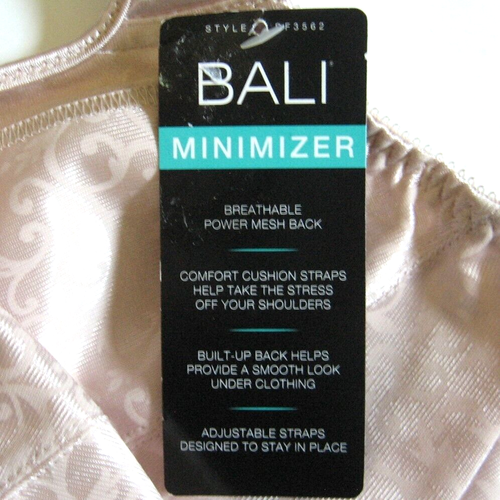 STYLE DF3562
BALI
MINIMIZER
BREATHABLE
POWER MESH BACK
COMFORT CUSHION STRAPS
HELP TAKE THE STRESS
OFF YOUR SHOULDERS
BUILT-UP BACK HELPS
PROVIDE A SMOOTH LOOK
UNDER CLOTHING
ADJUSTABLE STRAPS
DESIGNED TO STAY IN PLACE